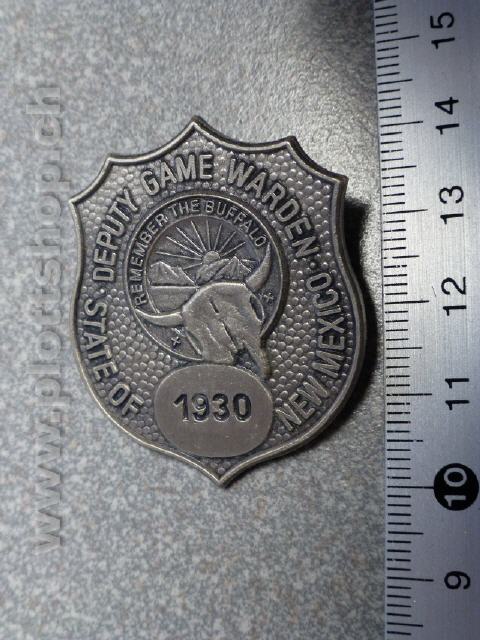 DEPUTY GAME WARDEN
STATE OF · NEW MEXICO
REMEMBER THE BUFFALO
1930
15
14
13
12
11
10
9
www.plottshop.ch